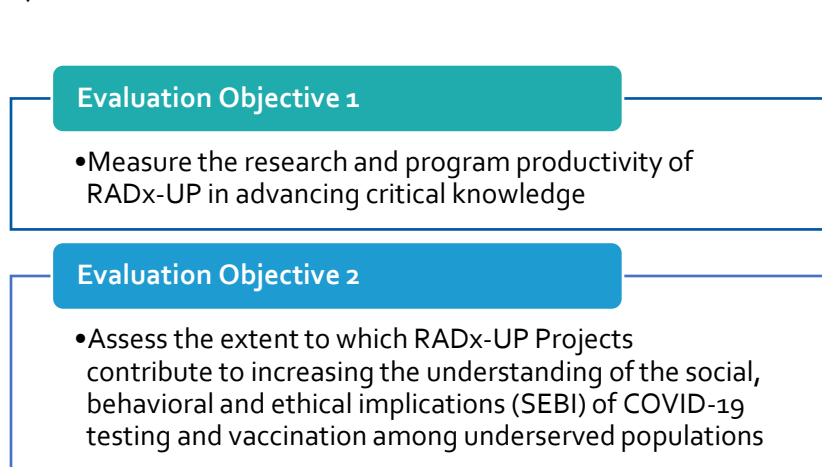 Evaluation Objective 1
•Measure the research and program productivity of
RADx-UP in advancing critical knowledge
Evaluation Objective 2
•Assess the extent to which RADx-UP Projects
contribute to increasing the understanding of the social,
behavioral and ethical implications (SEBI) of COVID-19
testing and vaccination among underserved populations